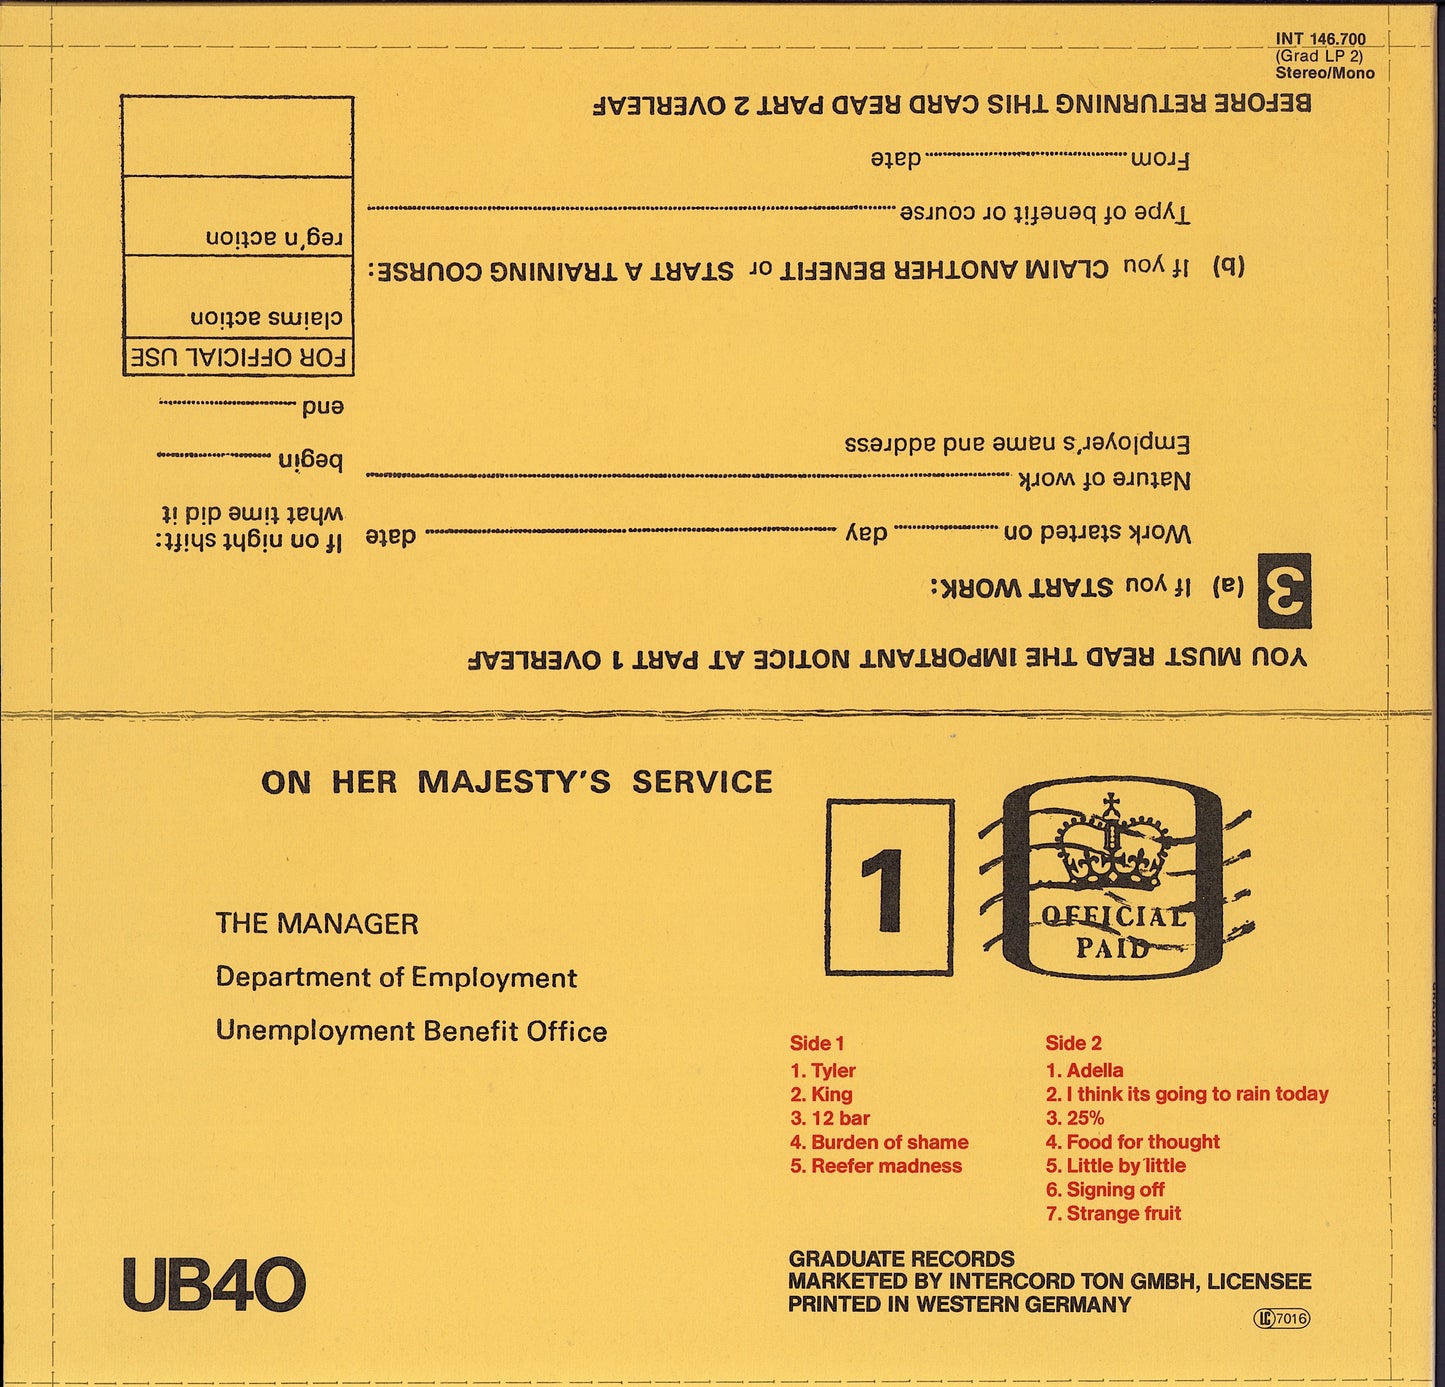 INT 146.700
(Grad LP 2)
Stereo/Mono
YOU MUST READ THE IMPORTANT NOTICE AT PART 1 OVERLEAF
3 (a) If you START WORK:
Work started on ........ day ........ date
Nature of work ........
Employer's name and address
If on night shift:
what time did it
begin ........
end ........
(b) If you CLAIM ANOTHER BENEFIT or START A TRAINING COURSE:
Type of benefit or course ........
From ........ date
BEFORE RETURNING THIS CARD READ PART 2 OVERLEAF
FOR OFFICIAL USE
claims action
reg'n action
ON HER MAJESTY'S SERVICE
1
OFFICIAL
PAID
THE MANAGER
Department of Employment
Unemployment Benefit Office
Side 1
1. Tyler
2. King
3. 12 bar
4. Burden of shame
5. Reefer madness
Side 2
1. Adella
2. I think its going to rain today
3. 25%
4. Food for thought
5. Little by little
6. Signing off
7. Strange fruit
UB40
GRADUATE RECORDS
MARKETED BY INTERCORD TON GMBH, LICENSEE
PRINTED IN WESTERN GERMANY
LC 7016